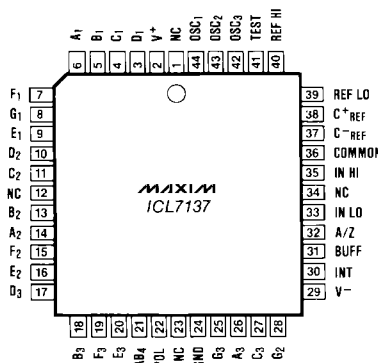 A1 B1 C1 D1 V+ NC OSC1 OSC2 OSC3 TEST REF HI
6 5 4 3 2 1 44 43 42 41 40
F1 7
G1 8
E1 9
D2 10
C2 11
NC 12
B2 13
A2 14
F2 15
E2 16
D3 17
MAXIM
ICL7137
39 REF LO
38 C+REF
37 C-REF
36 COMMON
35 IN HI
34 NC
33 IN LO
32 A/Z
31 BUFF
30 INT
29 V-
18 19 20 21 22 23 24 25 26 27 28
B3 F3 E3 AB4 POL NC GND G3 A3 C3 G2